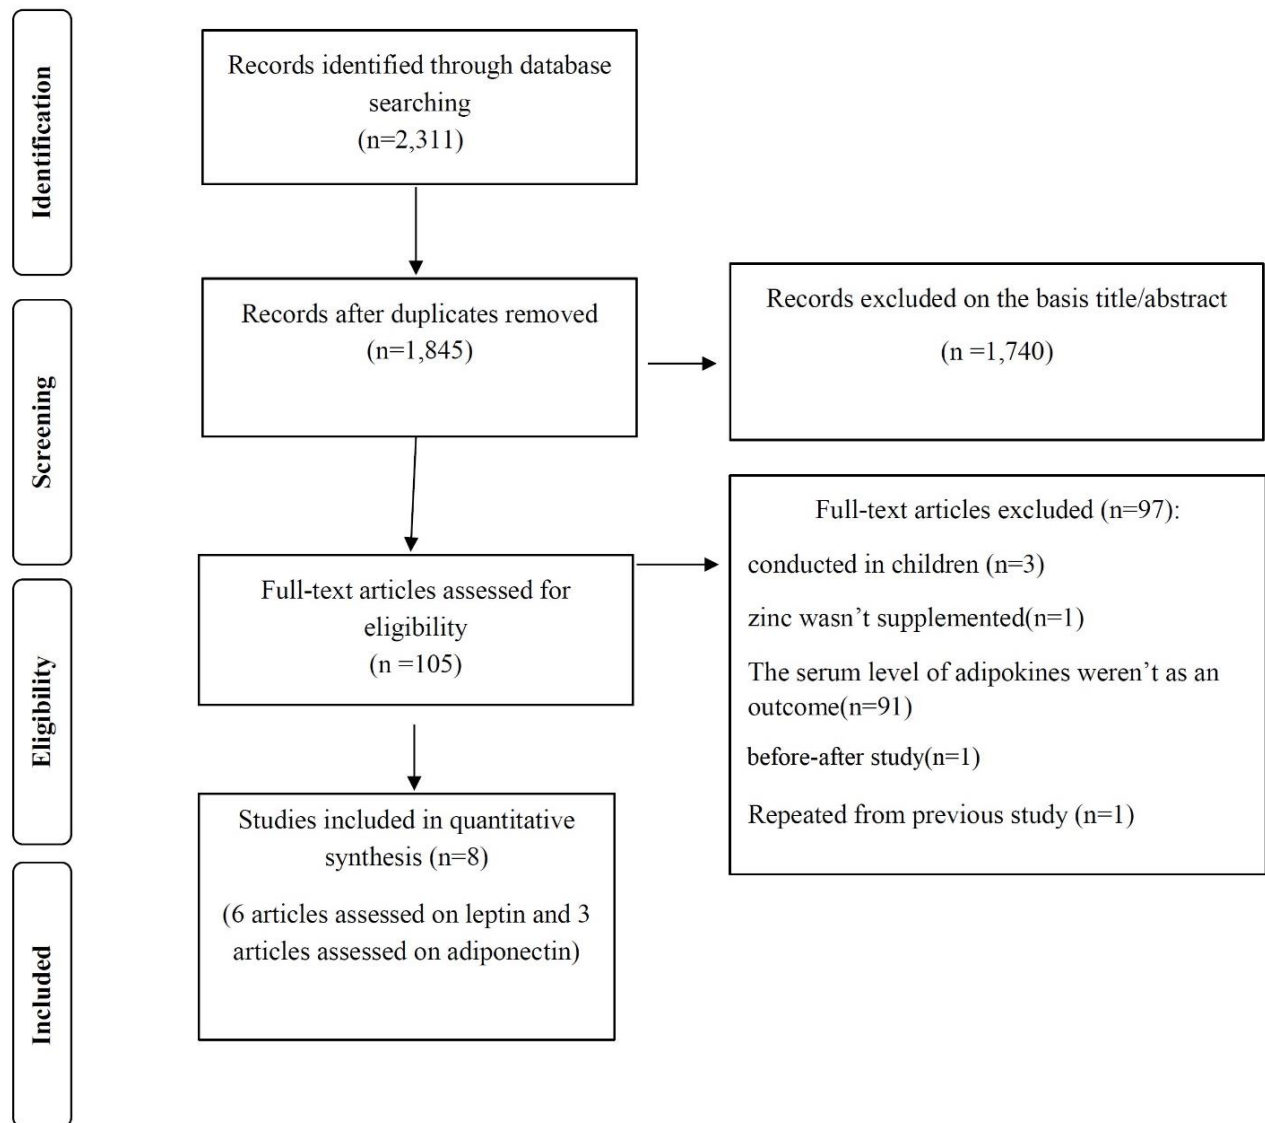 Identification
Records identified through database
searching
(n=2,311)
Screening
Records after duplicates removed
(n=1,845)
Records excluded on the basis title/abstract
(n =1,740)
Eligibility
Full-text articles assessed for
eligibility
(n =105)
Full-text articles excluded (n=97):
conducted in children (n=3)
zinc wasn’t supplemented(n=1)
The serum level of adipokines weren’t as an
outcome(n=91)
before-after study(n=1)
Repeated from previous study (n=1)
Included
Studies included in quantitative
synthesis (n=8)
(6 articles assessed on leptin and 3
articles assessed on adiponectin)